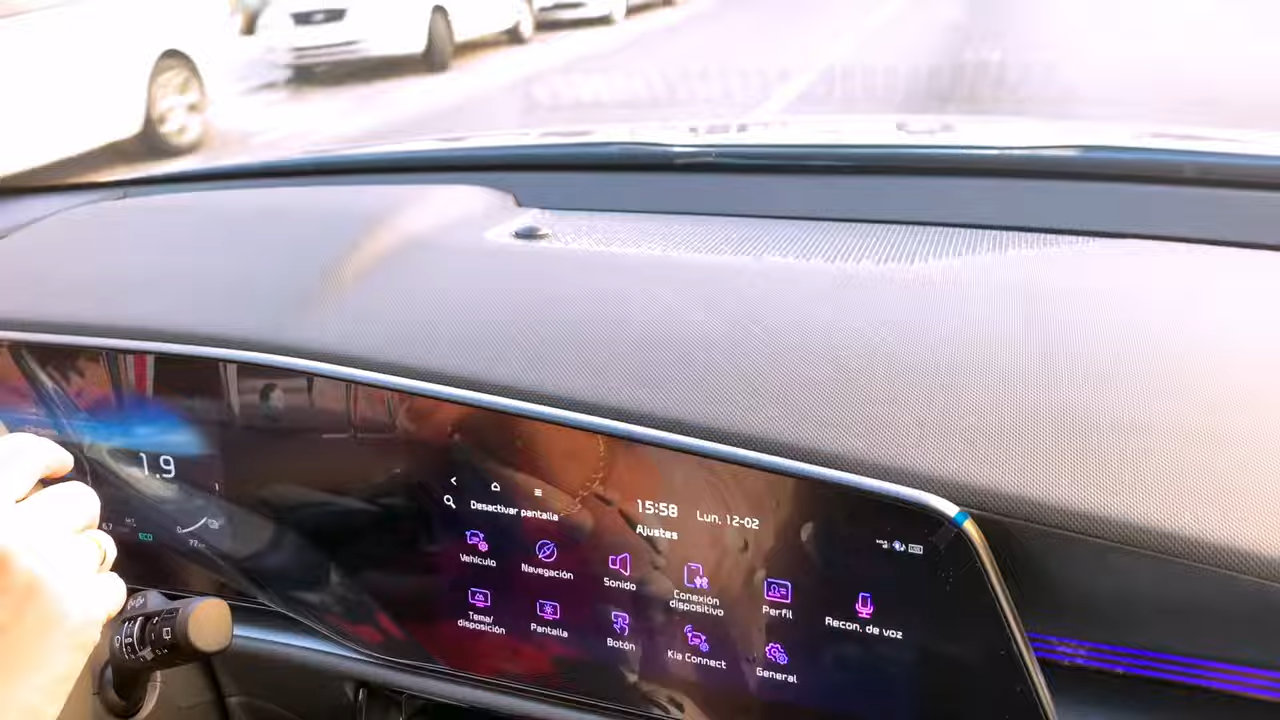 1.9
ECO
15:58
Lun. 12-02
Desactivar pantalla
Ajustes
Vehículo
Navegación
Sonido
Conexión
dispositivo
Perfil
Recon. de voz
Tema/
disposición
Pantalla
Botón
Kia Connect
General